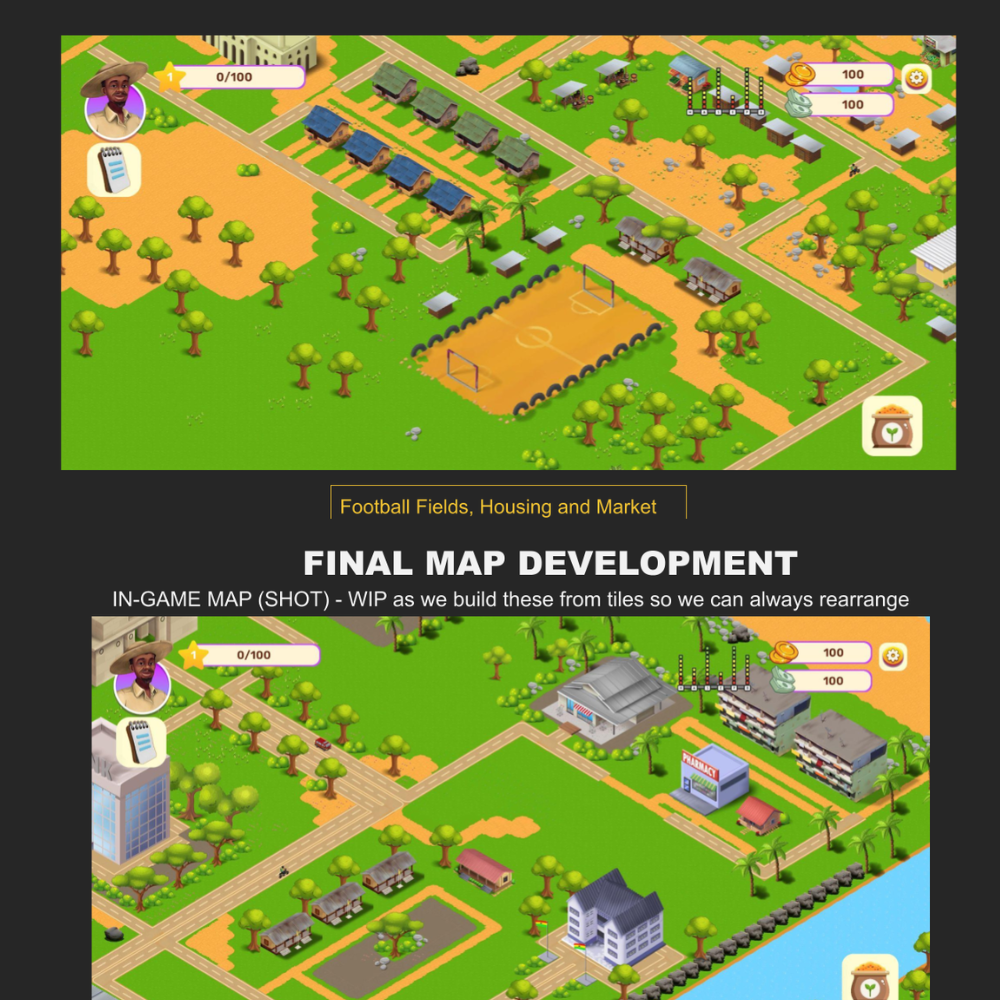 1
0/100
100
100
Football Fields, Housing and Market
FINAL MAP DEVELOPMENT
IN-GAME MAP (SHOT) - WIP as we build these from tiles so we can always rearrange
1
0/100
100
100
PHARMACY